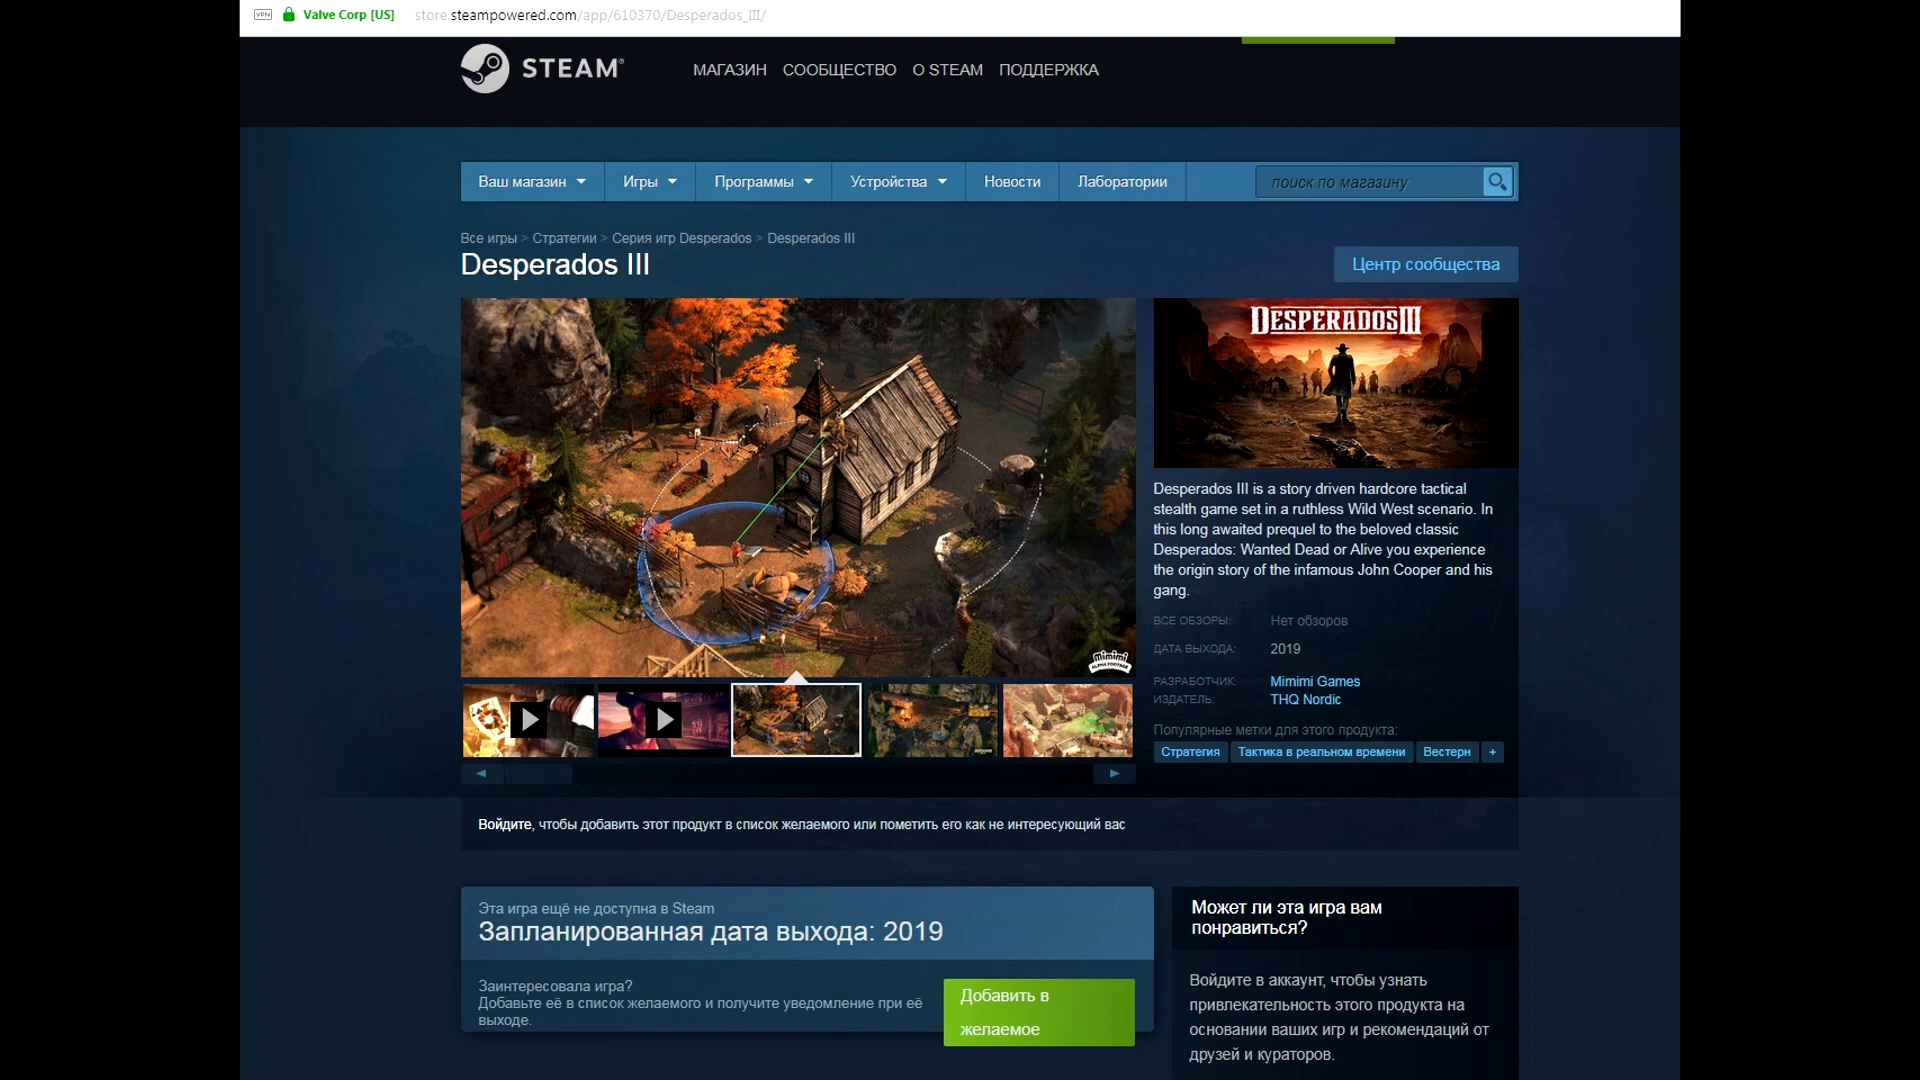 VPN Valve Corp [US] store.steampowered.com/app/610370/Desperados_III/
STEAM®
МАГАЗИН СООБЩЕСТВО О STEAM ПОДДЕРЖКА
Ваш магазин Игры Программы Устройства Новости Лаборатории поиск по магазину
Все игры > Стратегии > Серия игр Desperados > Desperados III
Desperados III
Центр сообщества
DESPERADOS III
Desperados III is a story driven hardcore tactical
stealth game set in a ruthless Wild West scenario. In
this long awaited prequel to the beloved classic
Desperados: Wanted Dead or Alive you experience
the origin story of the infamous John Cooper and his
gang.
ВСЕ ОБЗОРЫ: Нет обзоров
ДАТА ВЫХОДА: 2019
РАЗРАБОТЧИК: Mimimi Games
ИЗДАТЕЛЬ: THQ Nordic
Популярные метки для этого продукта:
Стратегия Тактика в реальном времени Вестерн +
mimimi
ALPHA FOOTAGE
Войдите, чтобы добавить этот продукт в список желаемого или пометить его как не интересующий вас
Эта игра ещё не доступна в Steam
Запланированная дата выхода: 2019
Заинтересовала игра?
Добавьте её в список желаемого и получите уведомление при её
выходе.
Добавить в
желаемое
Может ли эта игра вам
понравиться?
Войдите в аккаунт, чтобы узнать
привлекательность этого продукта на
основании ваших игр и рекомендаций от
друзей и кураторов.